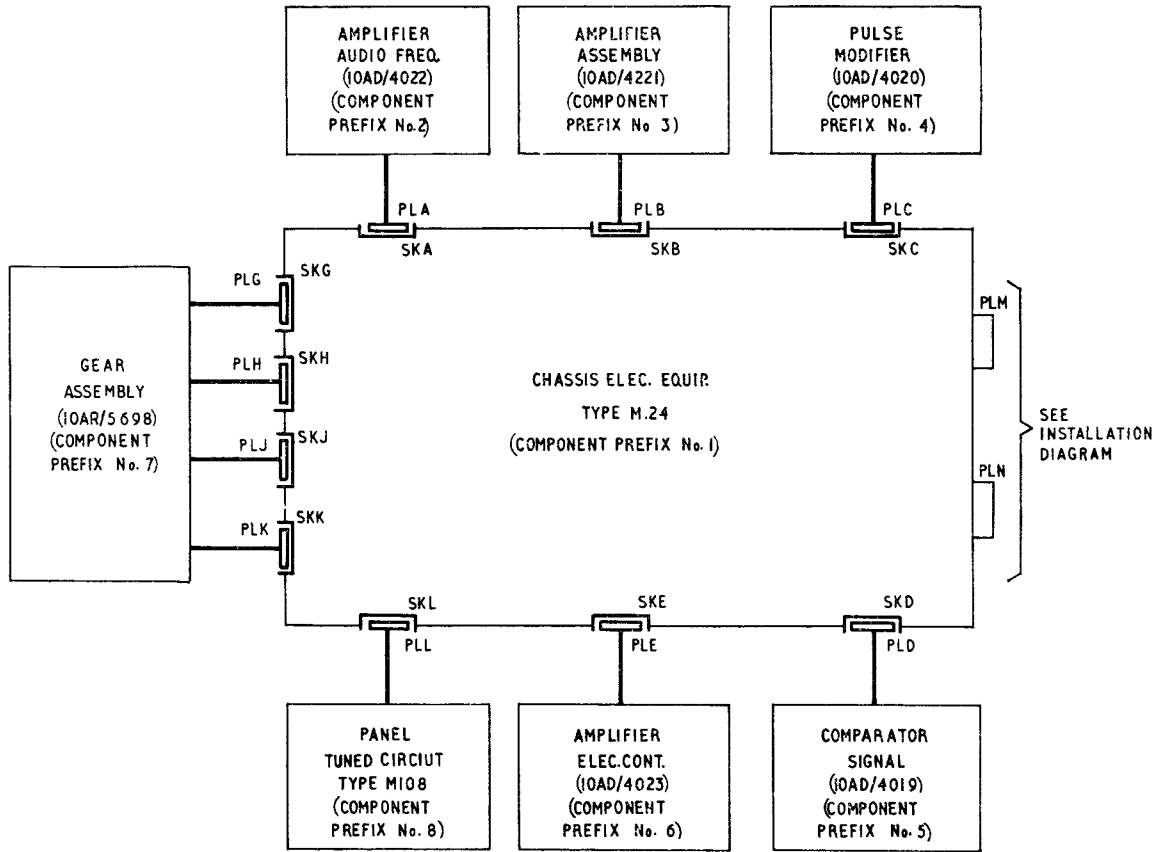 AMPLIFIER
AUDIO FREQ.
(10AD/4022)
(COMPONENT
PREFIX No.2)
AMPLIFIER
ASSEMBLY
(10AD/4221)
(COMPONENT
PREFIX No 3)
PULSE
MODIFIER
(10AD/4020)
(COMPONENT
PREFIX No. 4)
PLA
SKA
PLB
SKB
PLC
SKC
GEAR
ASSEMBLY
(10AR/5698)
(COMPONENT
PREFIX No. 7)
PLG
SKG
PLH
SKH
PLJ
SKJ
PLK
SKK
CHASSIS ELEC. EQUIP.
TYPE M.24
(COMPONENT PREFIX No. 1)
PLM
PLN
SEE
INSTALLATION
DIAGRAM
SKL
PLL
SKE
PLE
SKD
PLD
PANEL
TUNED CIRCIUT
TYPE M108
(COMPONENT
PREFIX No. 8)
AMPLIFIER
ELEC.CONT.
(10AD/4023)
(COMPONENT
PREFIX No. 6)
COMPARATOR
SIGNAL
(10AD/4019)
(COMPONENT
PREFIX No. 5)